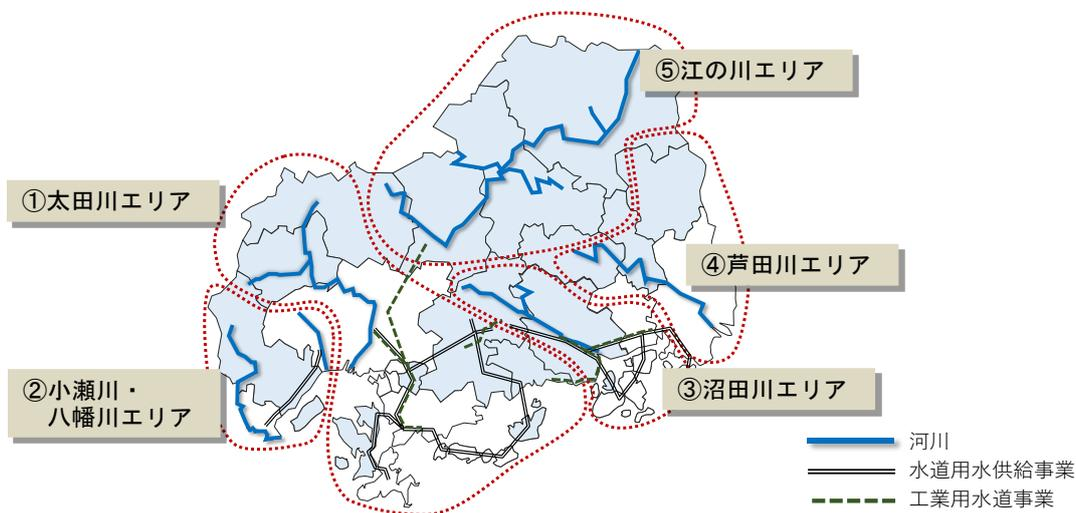 ⑤江の川エリア
①太田川エリア
④芦田川エリア
②小瀬川・
八幡川エリア
③沼田川エリア
河川
水道用水供給事業
工業用水道事業